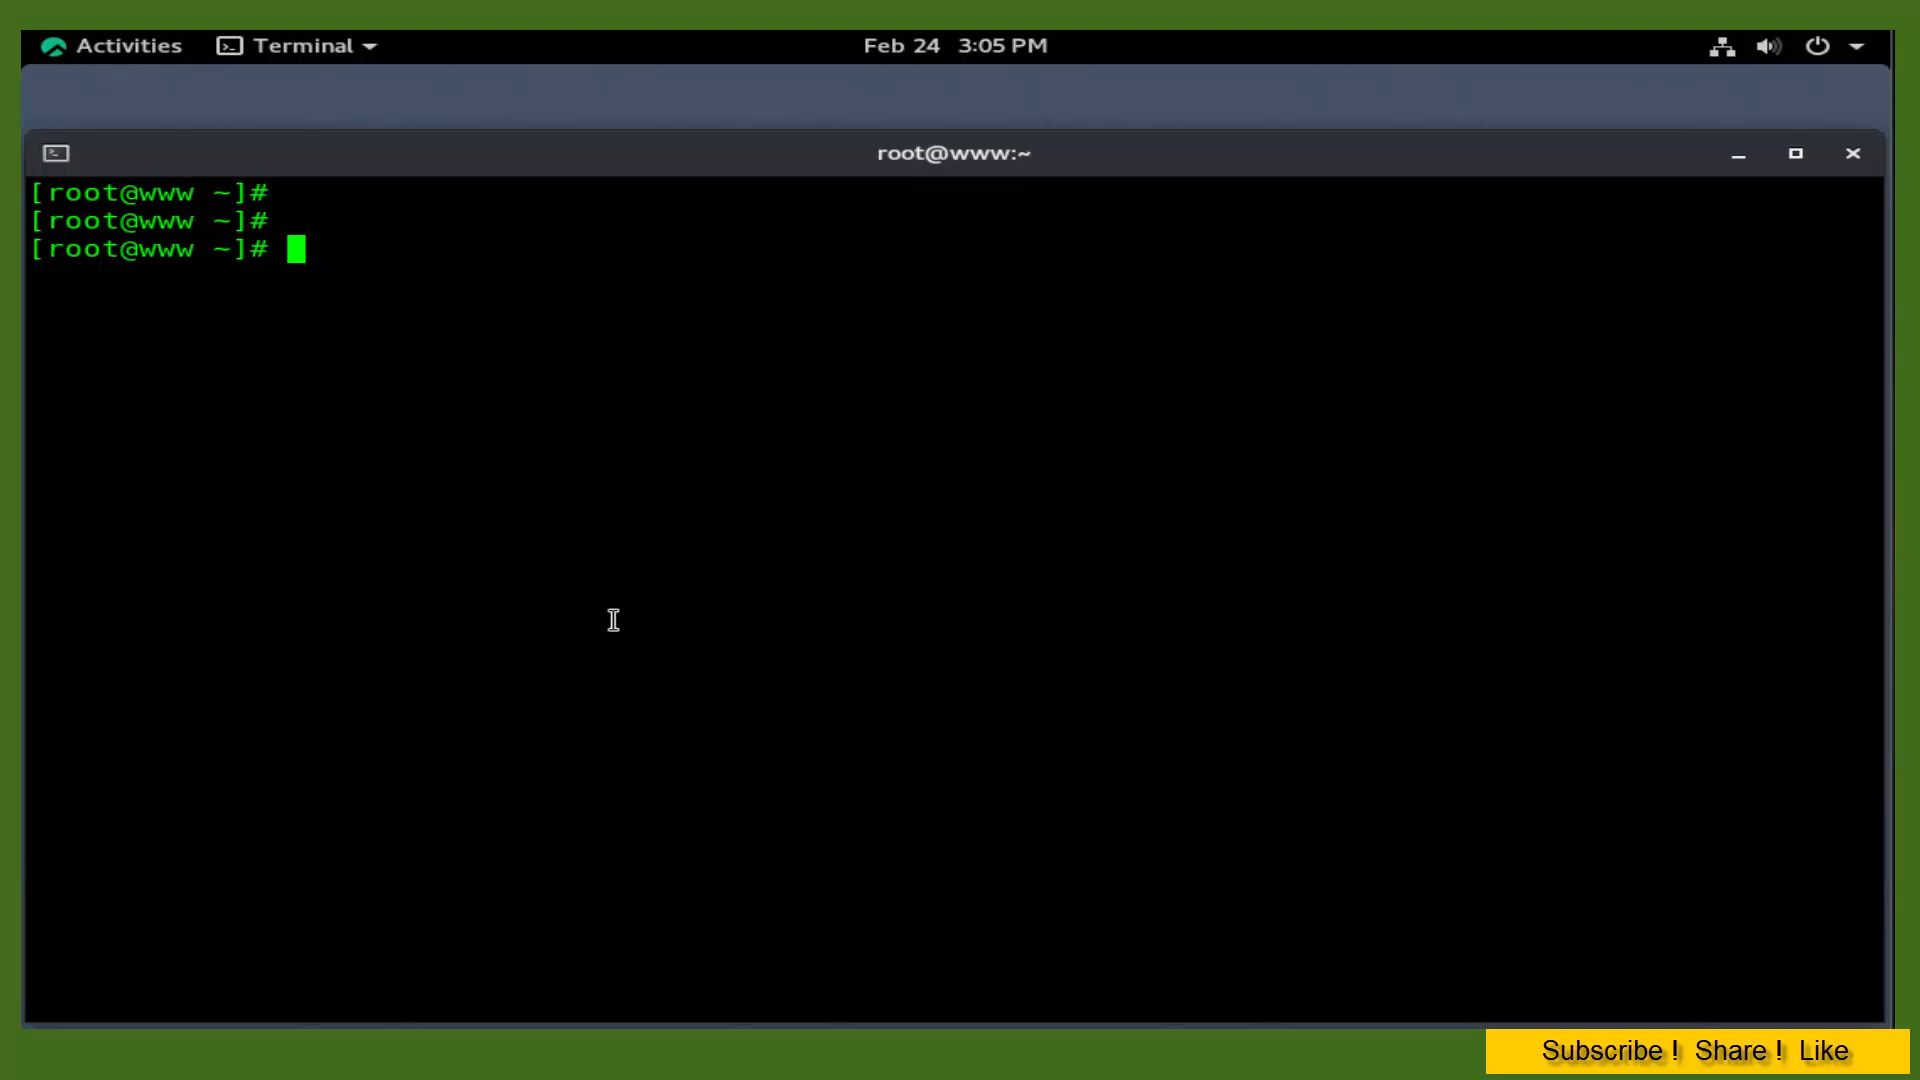 Activities Terminal Feb 24 3:05 PM
root@www:~
[root@www ~]#
[root@www ~]#
[root@www ~]#
Subscribe ! Share ! Like